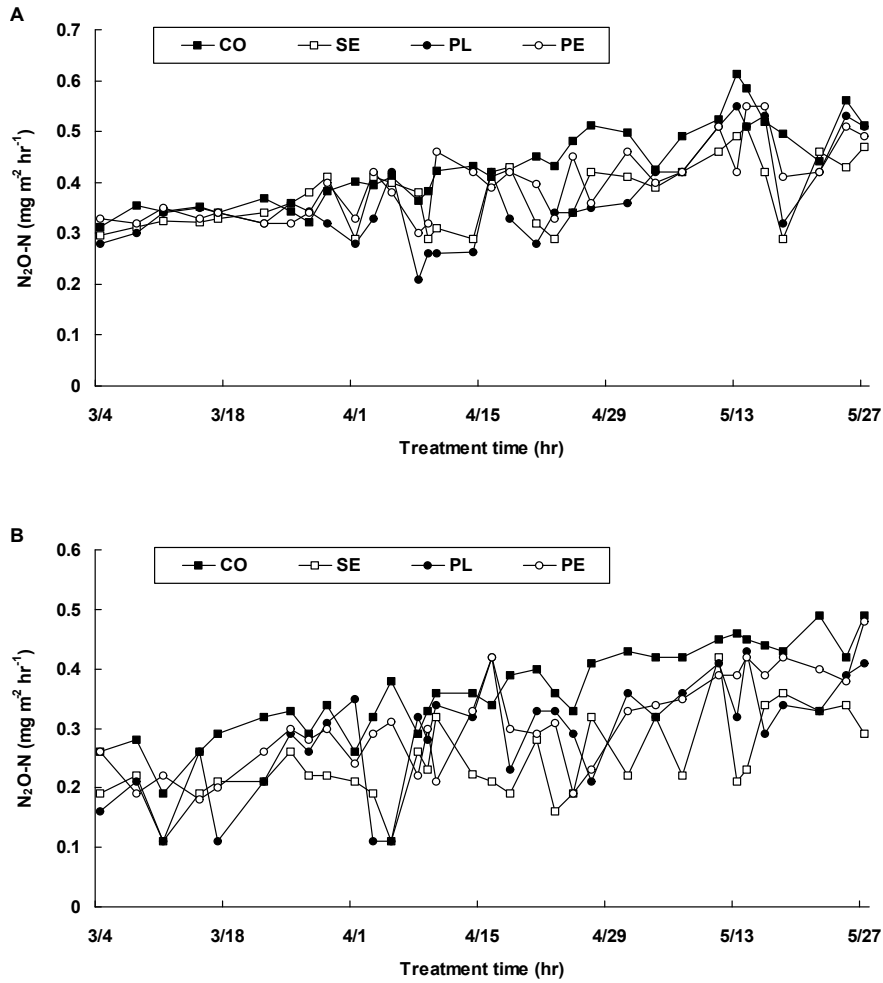 A
CO SE PL PE
0.7
0.6
0.5
0.4
0.3
0.2
0.1
0
N₂O-N (mg m⁻² hr⁻¹)
3/4 3/18 4/1 4/15 4/29 5/13 5/27
Treatment time (hr)
B
CO SE PL PE
0.6
0.5
0.4
0.3
0.2
0.1
0
N₂O-N (mg m⁻² hr⁻¹)
3/4 3/18 4/1 4/15 4/29 5/13 5/27
Treatment time (hr)